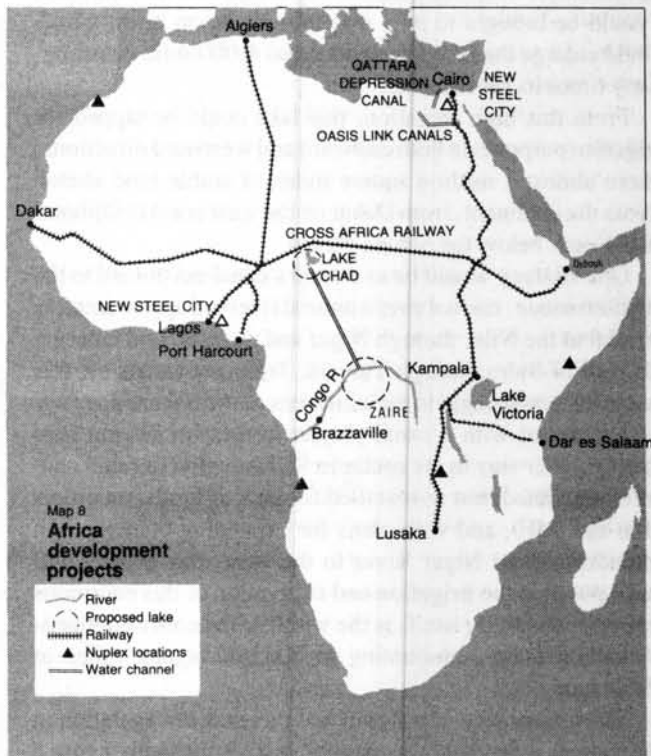 Algiers
QATTARA
DEPRESSION
CANAL
Cairo
NEW
STEEL
CITY
OASIS LINK CANALS
Dakar
CROSS AFRICA RAILWAY
LAKE
CHAD
Djibouti
NEW STEEL CITY
Lagos
Port Harcourt
Kampala
Lake
Victoria
Congo R.
ZAIRE
Brazzaville
Dar es Salaam
Lusaka
Map 8
Africa
development
projects
River
Proposed lake
Railway
Nuplex locations
Water channel